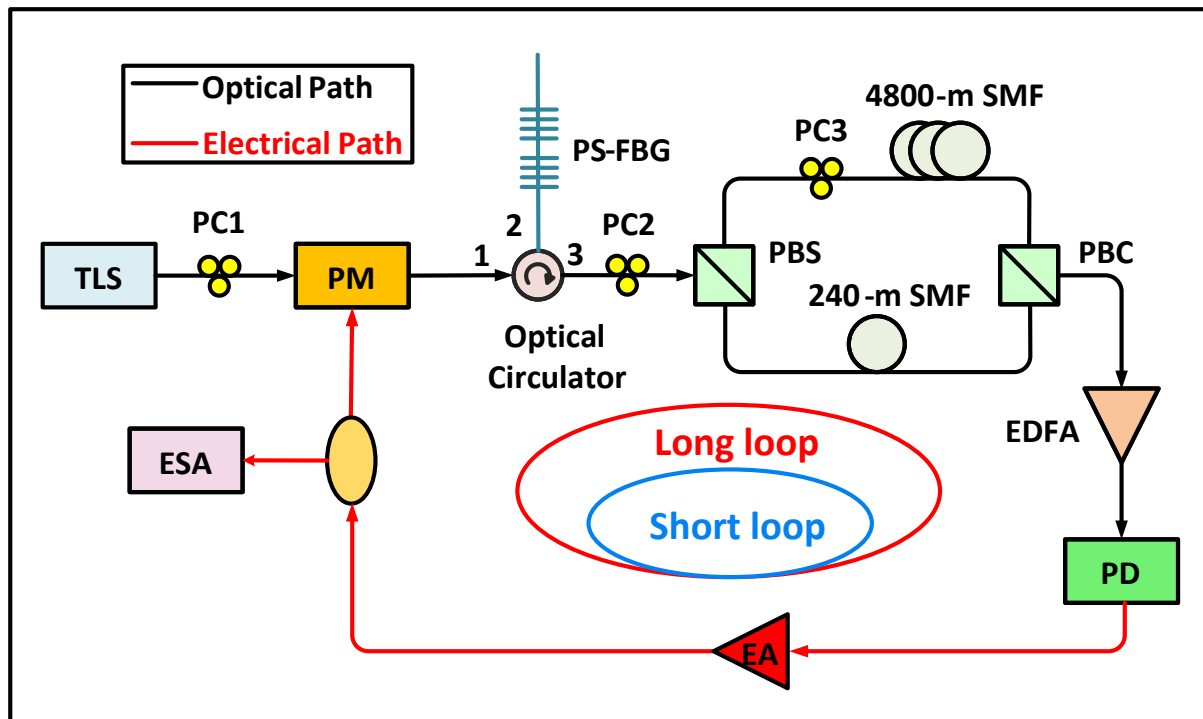 Optical Path
Electrical Path
PS-FBG
4800-m SMF
PC3
PC1
2
PC2
TLS
PM
1
3
PBS
PBC
240-m SMF
Optical
Circulator
EDFA
ESA
Long loop
Short loop
PD
EA